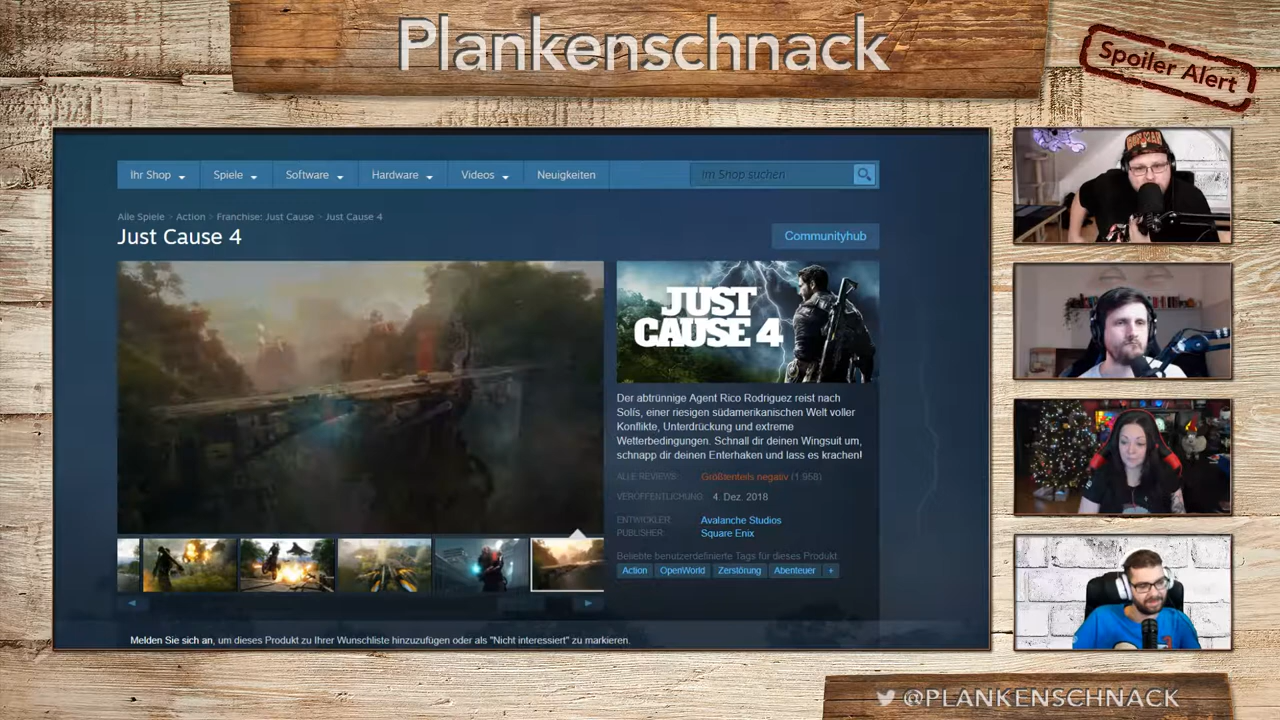 Plankenschnack
Spoiler Alert
Ihr Shop
Spiele
Software
Hardware
Videos
Neuigkeiten
Im Shop suchen
Alle Spiele > Action > Franchise: Just Cause > Just Cause 4
Just Cause 4
Communityhub
JUST
CAUSE 4
Der abtrünnige Agent Rico Rodriguez reist nach
Solís, einer riesigen südamerikanischen Welt voller
Konflikte, Unterdrückung und extreme
Wetterbedingungen. Schnall dir deinen Wingsuit um,
schnapp dir deinen Enterhaken und lass es krachen!
ALLE REVIEWS: Größtenteils negativ (1 958)
VERÖFFENTLICHUNG: 4. Dez. 2018
ENTWICKLER: Avalanche Studios
PUBLISHER: Square Enix
Beliebte benutzerdefinierte Tags für dieses Produkt
Action OpenWorld Zerstörung Abenteuer +
Melden Sie sich an, um dieses Produkt zu Ihrer Wunschliste hinzuzufügen oder als "Nicht interessiert" zu markieren.
@PLANKENSCHNACK